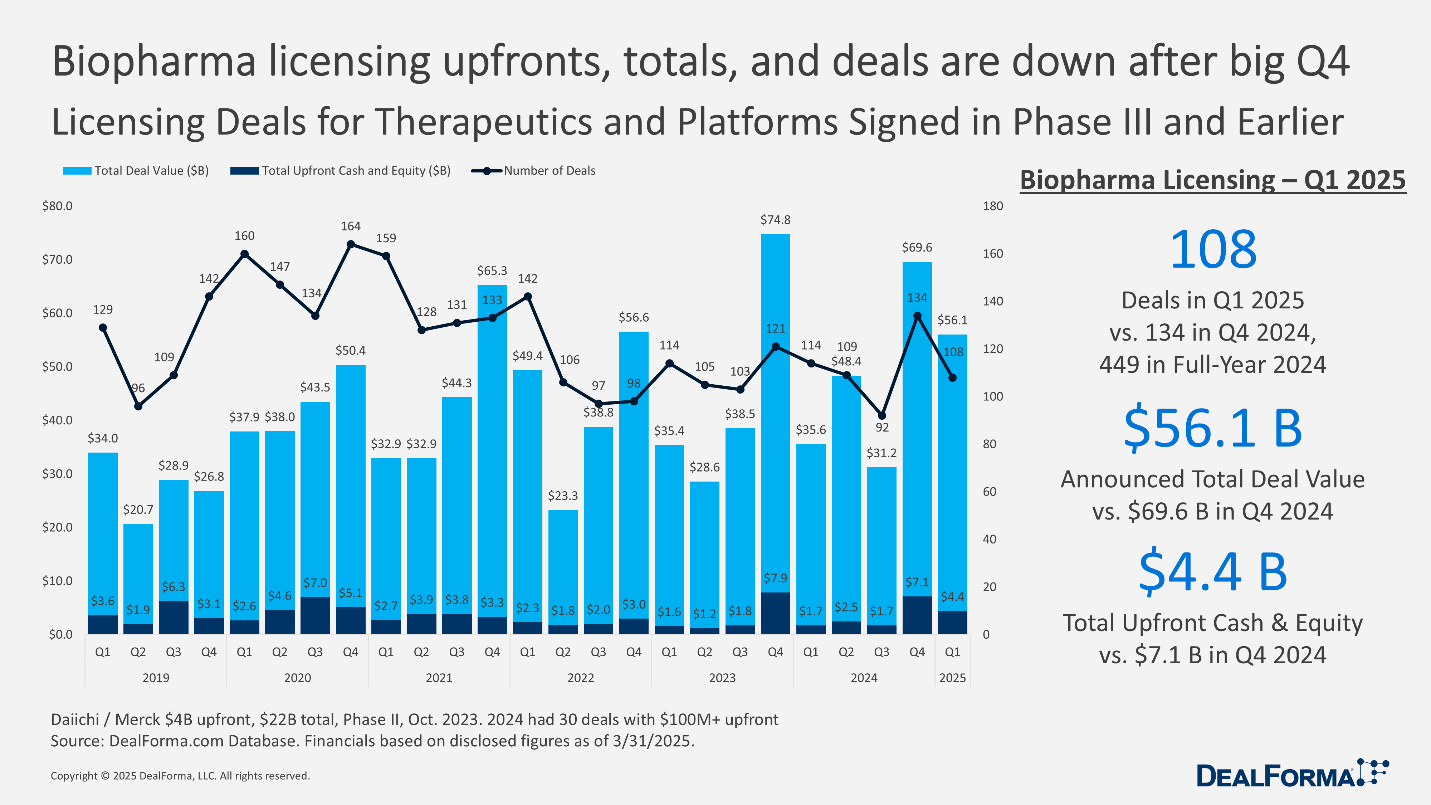 Biopharma licensing upfronts, totals, and deals are down after big Q4
Licensing Deals for Therapeutics and Platforms Signed in Phase III and Earlier
Total Deal Value ($B) Total Upfront Cash and Equity ($B) Number of Deals
$80.0
$70.0
$60.0
$50.0
$40.0
$30.0
$20.0
$10.0
$0.0
180
160
140
120
100
80
60
40
20
0
129 96 109 142 160 147 134 164 159 128 131 133 142 106 97 98 114 105 103 121 114 109 92 134 108
$34.0 $20.7 $28.9 $26.8 $37.9 $38.0 $43.5 $50.4 $32.9 $32.9 $44.3 $65.3 $49.4 $23.3 $38.8 $56.6 $35.4 $28.6 $38.5 $74.8 $35.6 $48.4 $31.2 $69.6 $56.1
$3.6 $1.9 $6.3 $3.1 $2.6 $4.6 $7.0 $5.1 $2.7 $3.9 $3.8 $3.3 $2.3 $1.8 $2.0 $3.0 $1.6 $1.2 $1.8 $7.9 $1.7 $2.5 $1.7 $7.1 $4.4
Q1 Q2 Q3 Q4 Q1 Q2 Q3 Q4 Q1 Q2 Q3 Q4 Q1 Q2 Q3 Q4 Q1 Q2 Q3 Q4 Q1 Q2 Q3 Q4 Q1
2019 2020 2021 2022 2023 2024 2025
Biopharma Licensing – Q1 2025
108
Deals in Q1 2025
vs. 134 in Q4 2024,
449 in Full-Year 2024
$56.1 B
Announced Total Deal Value
vs. $69.6 B in Q4 2024
$4.4 B
Total Upfront Cash & Equity
vs. $7.1 B in Q4 2024
Daiichi / Merck $4B upfront, $22B total, Phase II, Oct. 2023. 2024 had 30 deals with $100M+ upfront
Source: DealForma.com Database. Financials based on disclosed figures as of 3/31/2025.
Copyright © 2025 DealForma, LLC. All rights reserved.
DEALFORMA